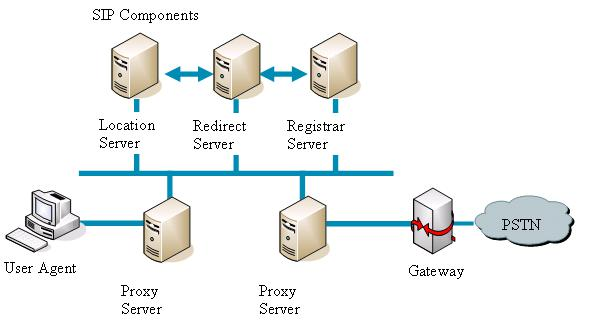 SIP Components
Location
Server
Redirect
Server
Registrar
Server
User Agent
Proxy
Server
Proxy
Server
Gateway
PSTN